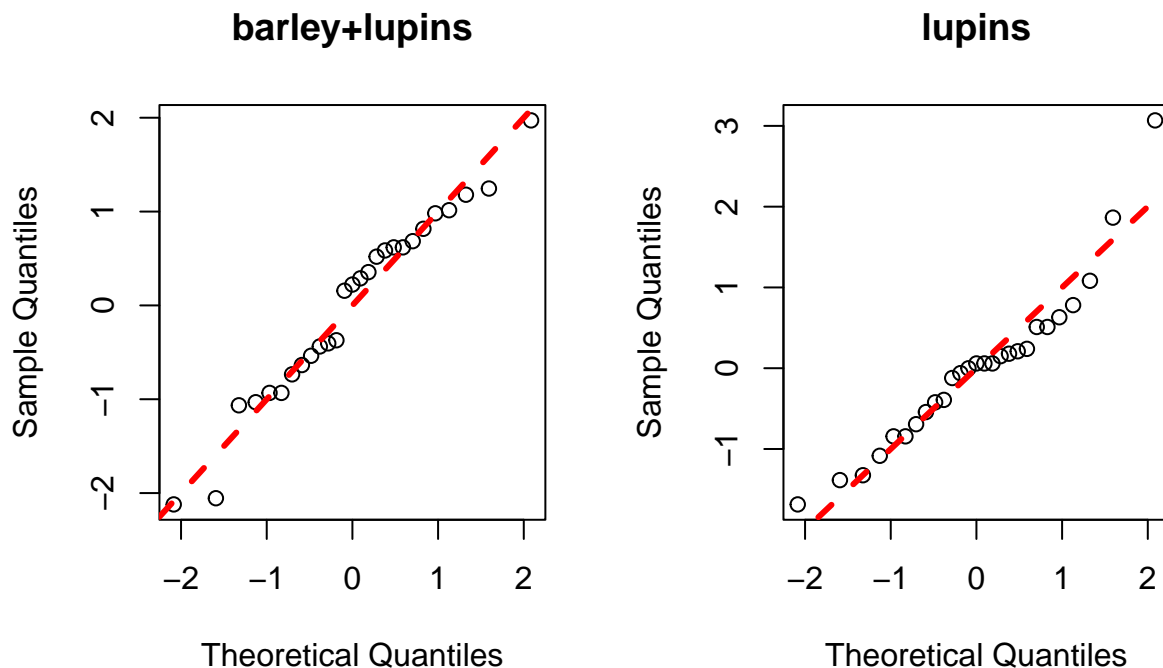 barley+lupins
Sample Quantiles
2
1
0
−1
−2
−2 −1 0 1 2
Theoretical Quantiles
lupins
Sample Quantiles
3
2
1
0
−1
−2 −1 0 1 2
Theoretical Quantiles